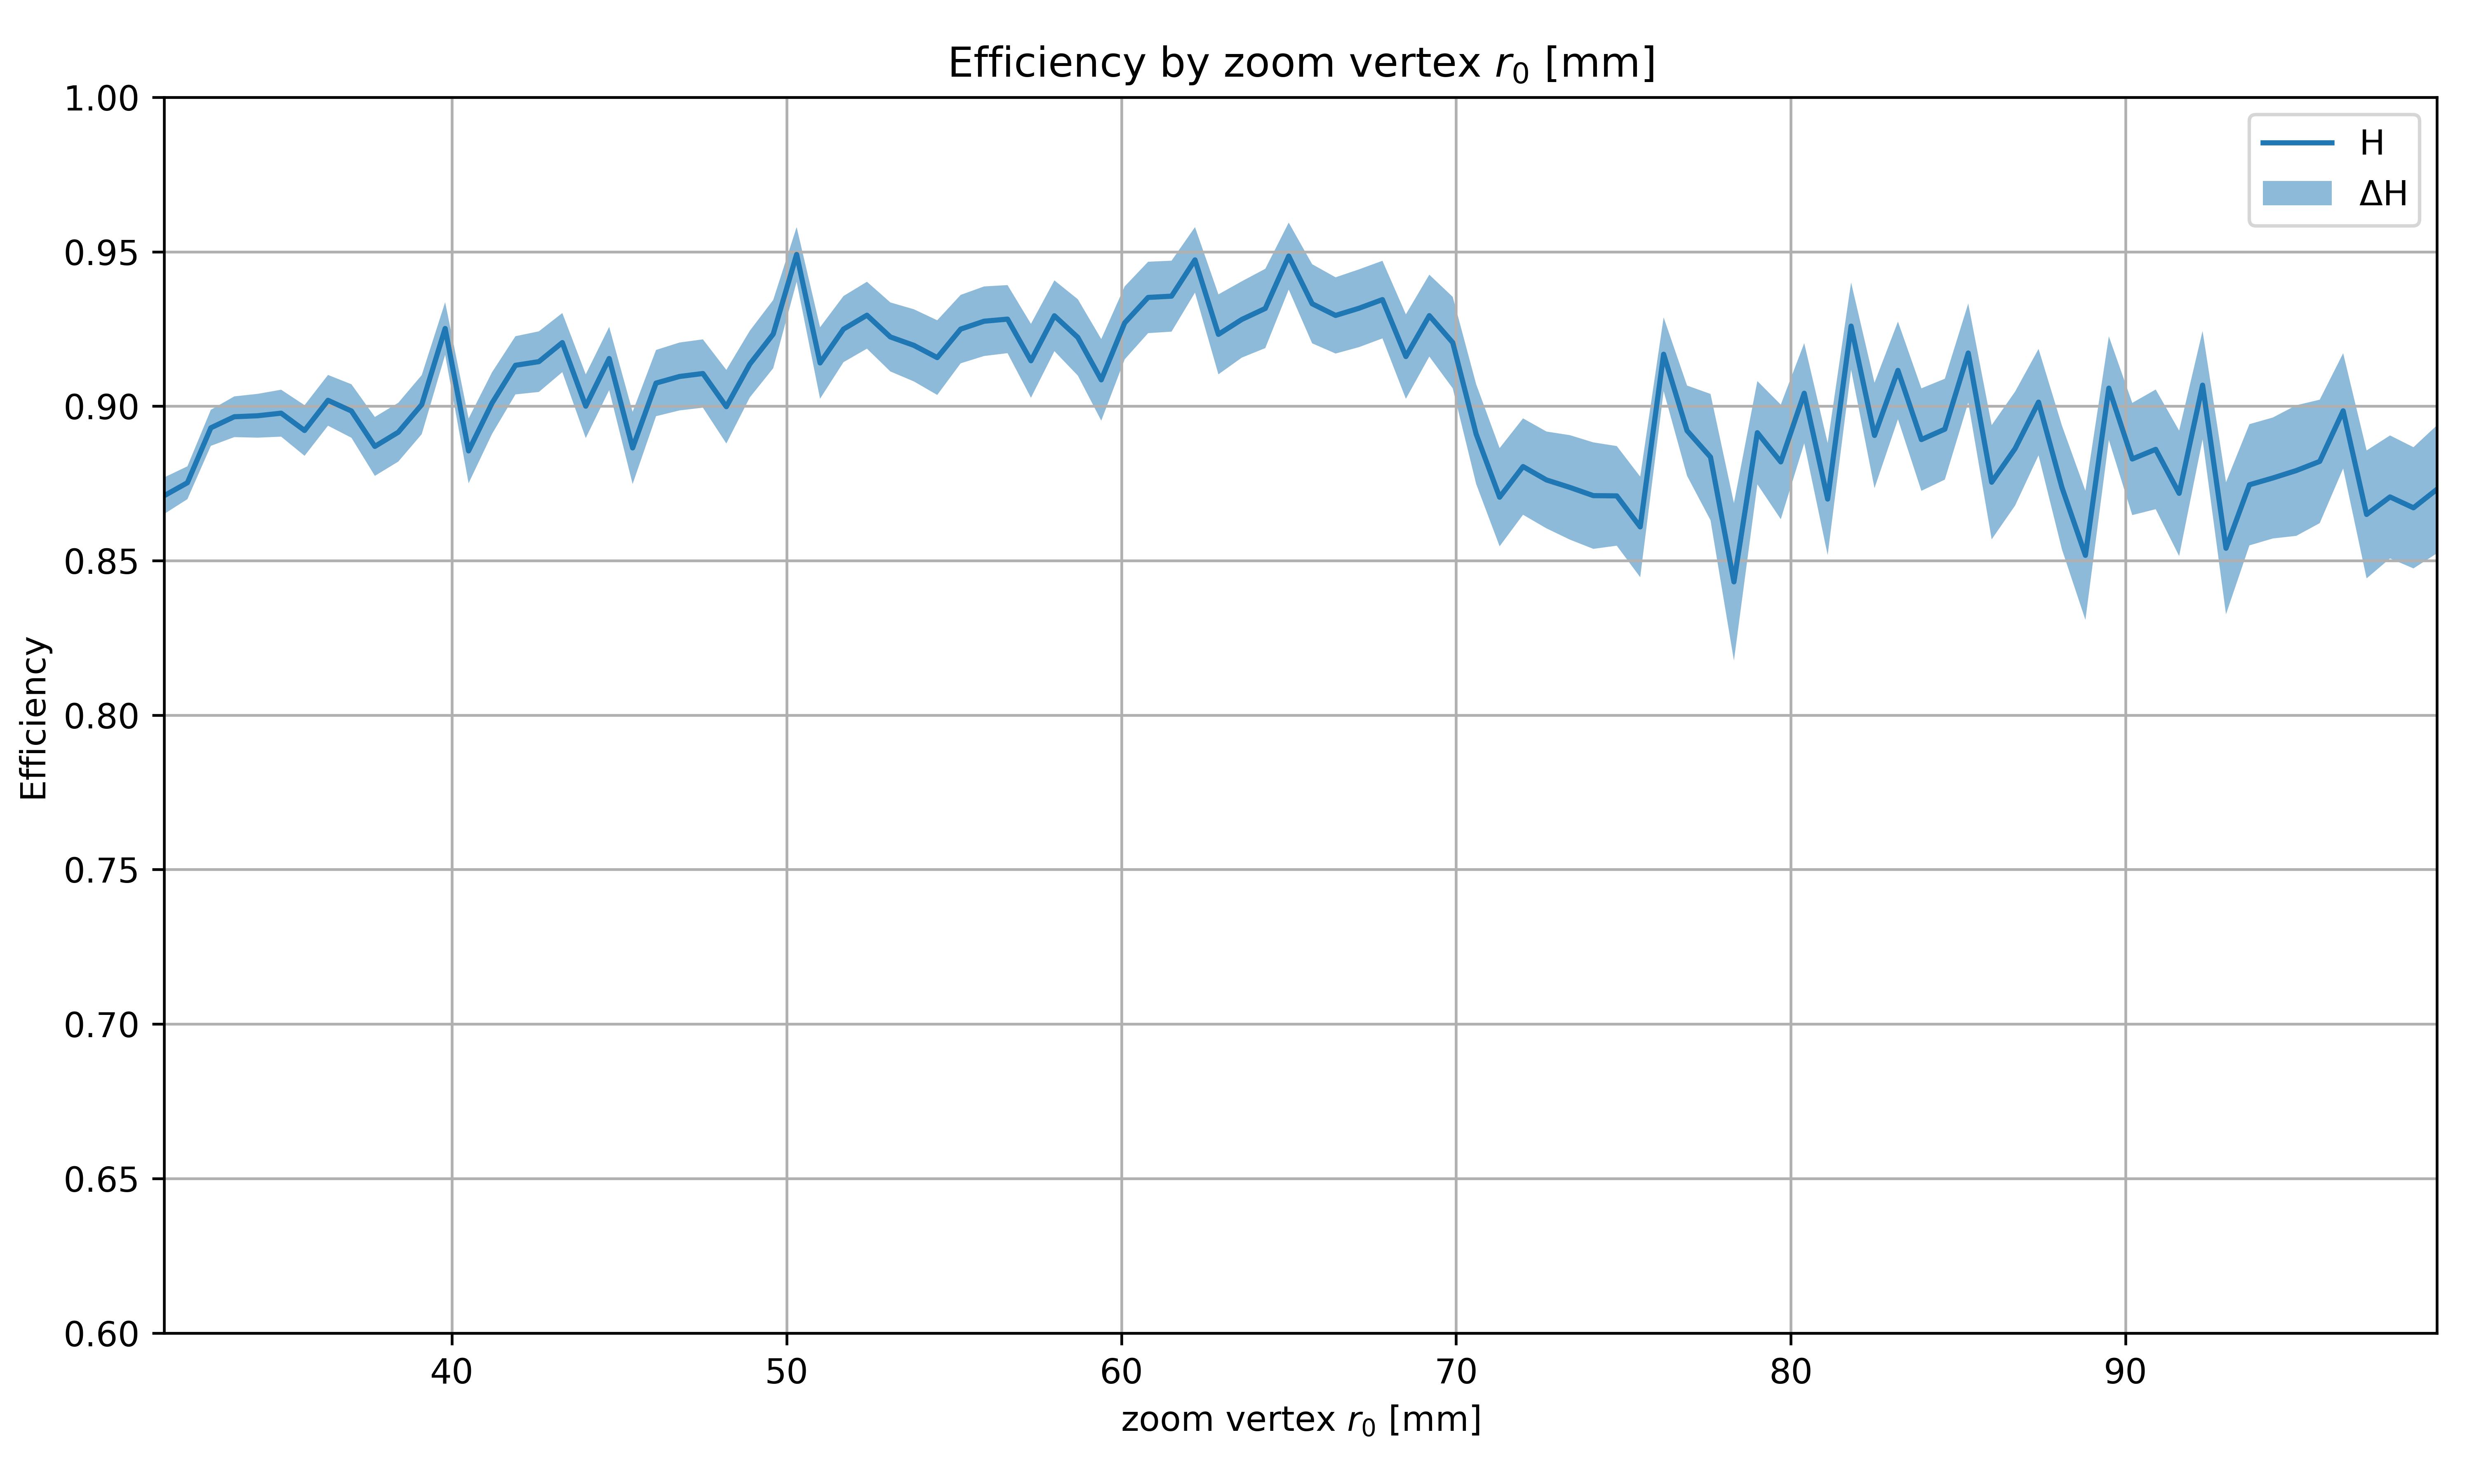 Efficiency by zoom vertex r₀ [mm]
H
ΔH
1.00
0.95
0.90
0.85
0.80
0.75
0.70
0.65
0.60
Efficiency
40 50 60 70 80 90
zoom vertex r₀ [mm]